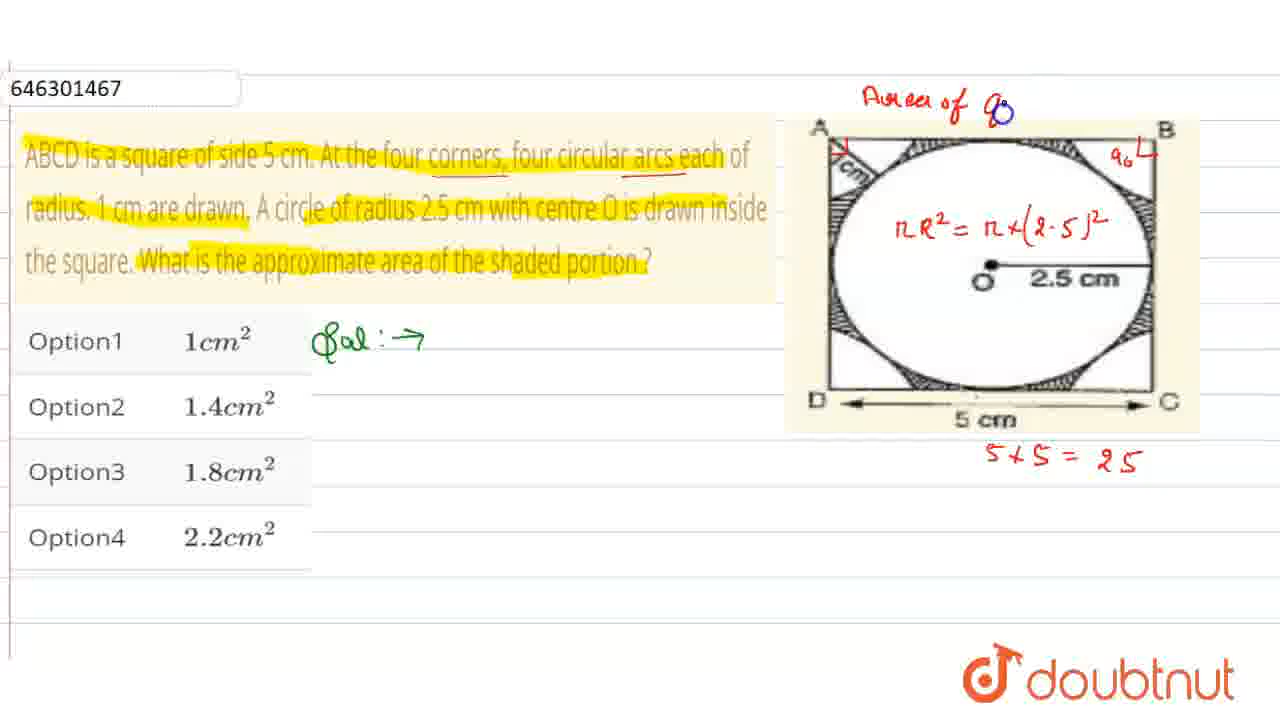 646301467
ABCD is a square of side 5 cm. At the four corners, four circular arcs each of
radius. 1 cm are drawn. A circle of radius 2.5 cm with centre O is drawn inside
the square. What is the approximate area of the shaded portion ?
Option1 1cm²
Option2 1.4cm²
Option3 1.8cm²
Option4 2.2cm²
Sol : →
Area of q
A B
1 cm 90
πR² = π×(2.5)²
O 2.5 cm
D C
5 cm
5×5 = 25
doubtnut